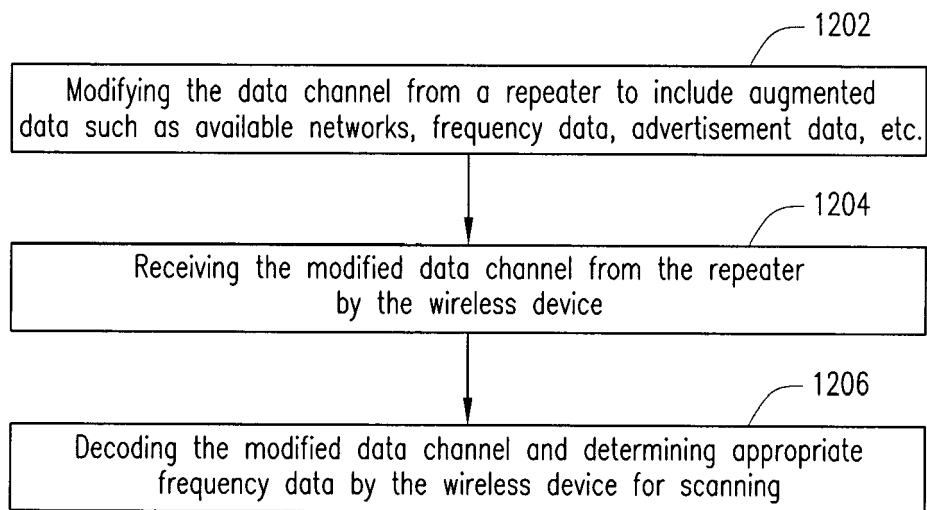 1202
Modifying the data channel from a repeater to include augmented
data such as available networks, frequency data, advertisement data, etc.
1204
Receiving the modified data channel from the repeater
by the wireless device
1206
Decoding the modified data channel and determining appropriate
frequency data by the wireless device for scanning